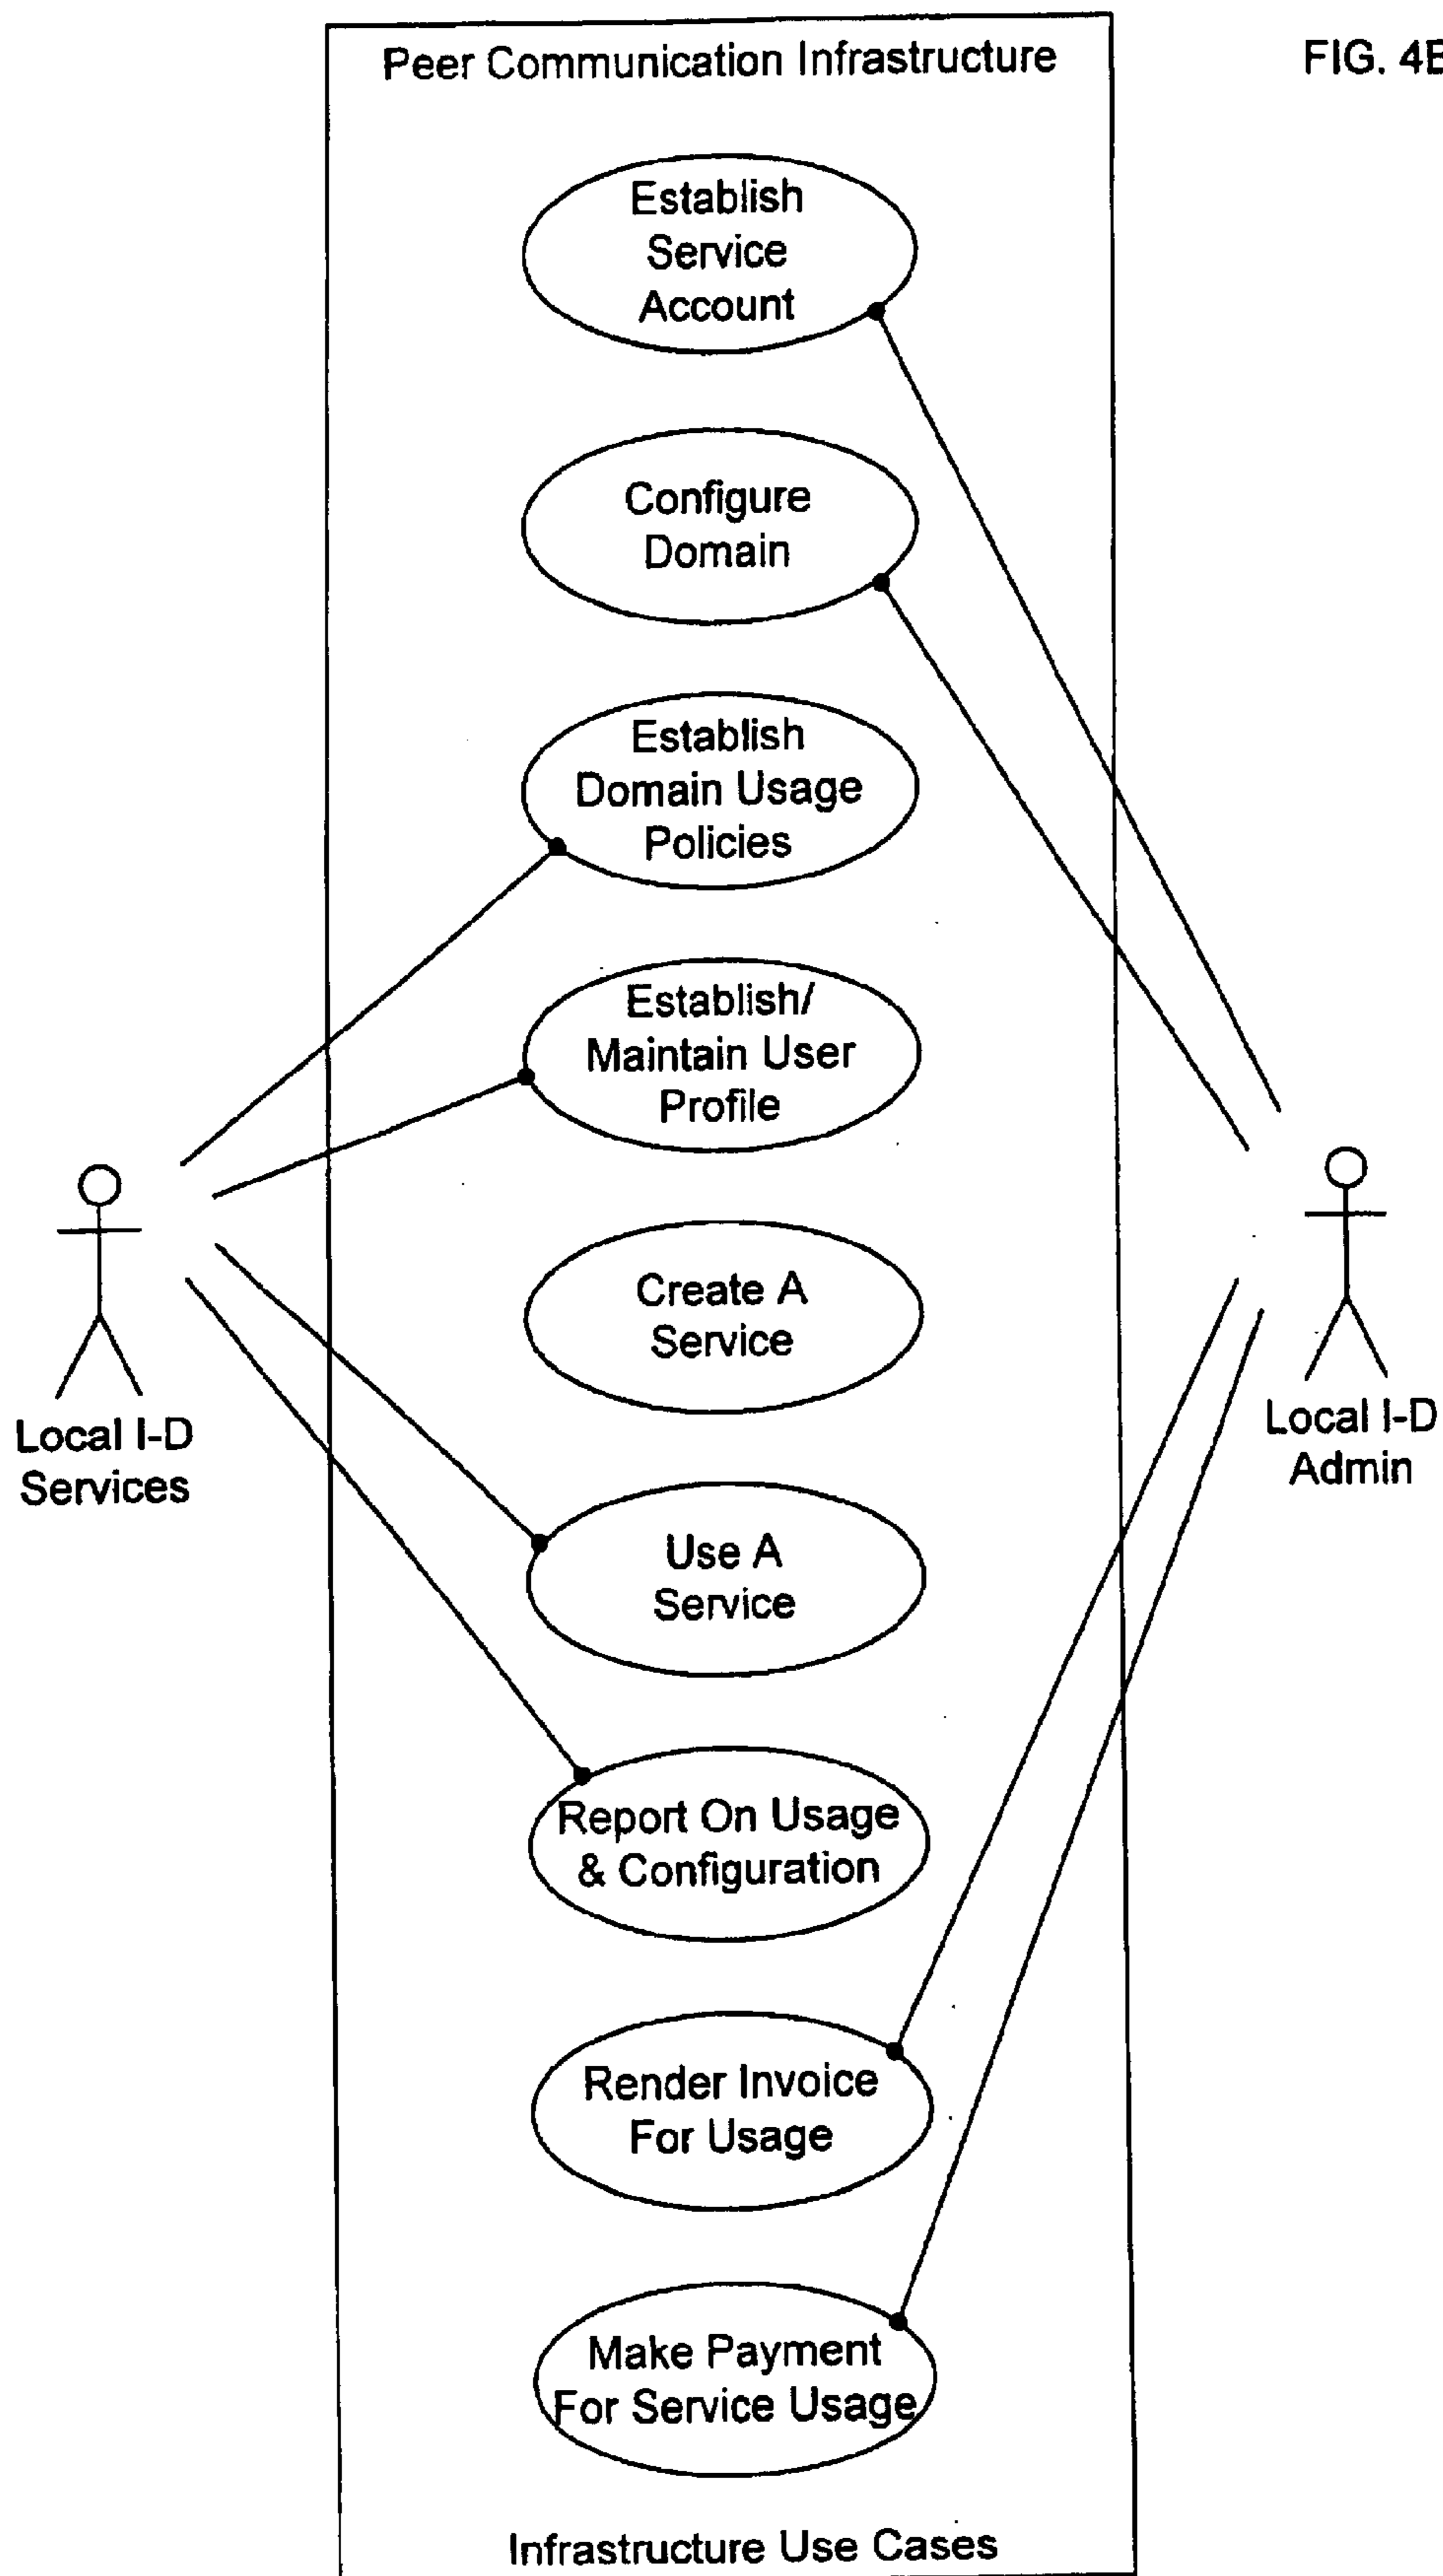 Peer Communication Infrastructure
FIG. 4B
Establish
Service
Account
Configure
Domain
Establish
Domain Usage
Policies
Establish/
Maintain User
Profile
Create A
Service
Local I-D
Services
Local I-D
Admin
Use A
Service
Report On Usage
& Configuration
Render Invoice
For Usage
Make Payment
For Service Usage
Infrastructure Use Cases